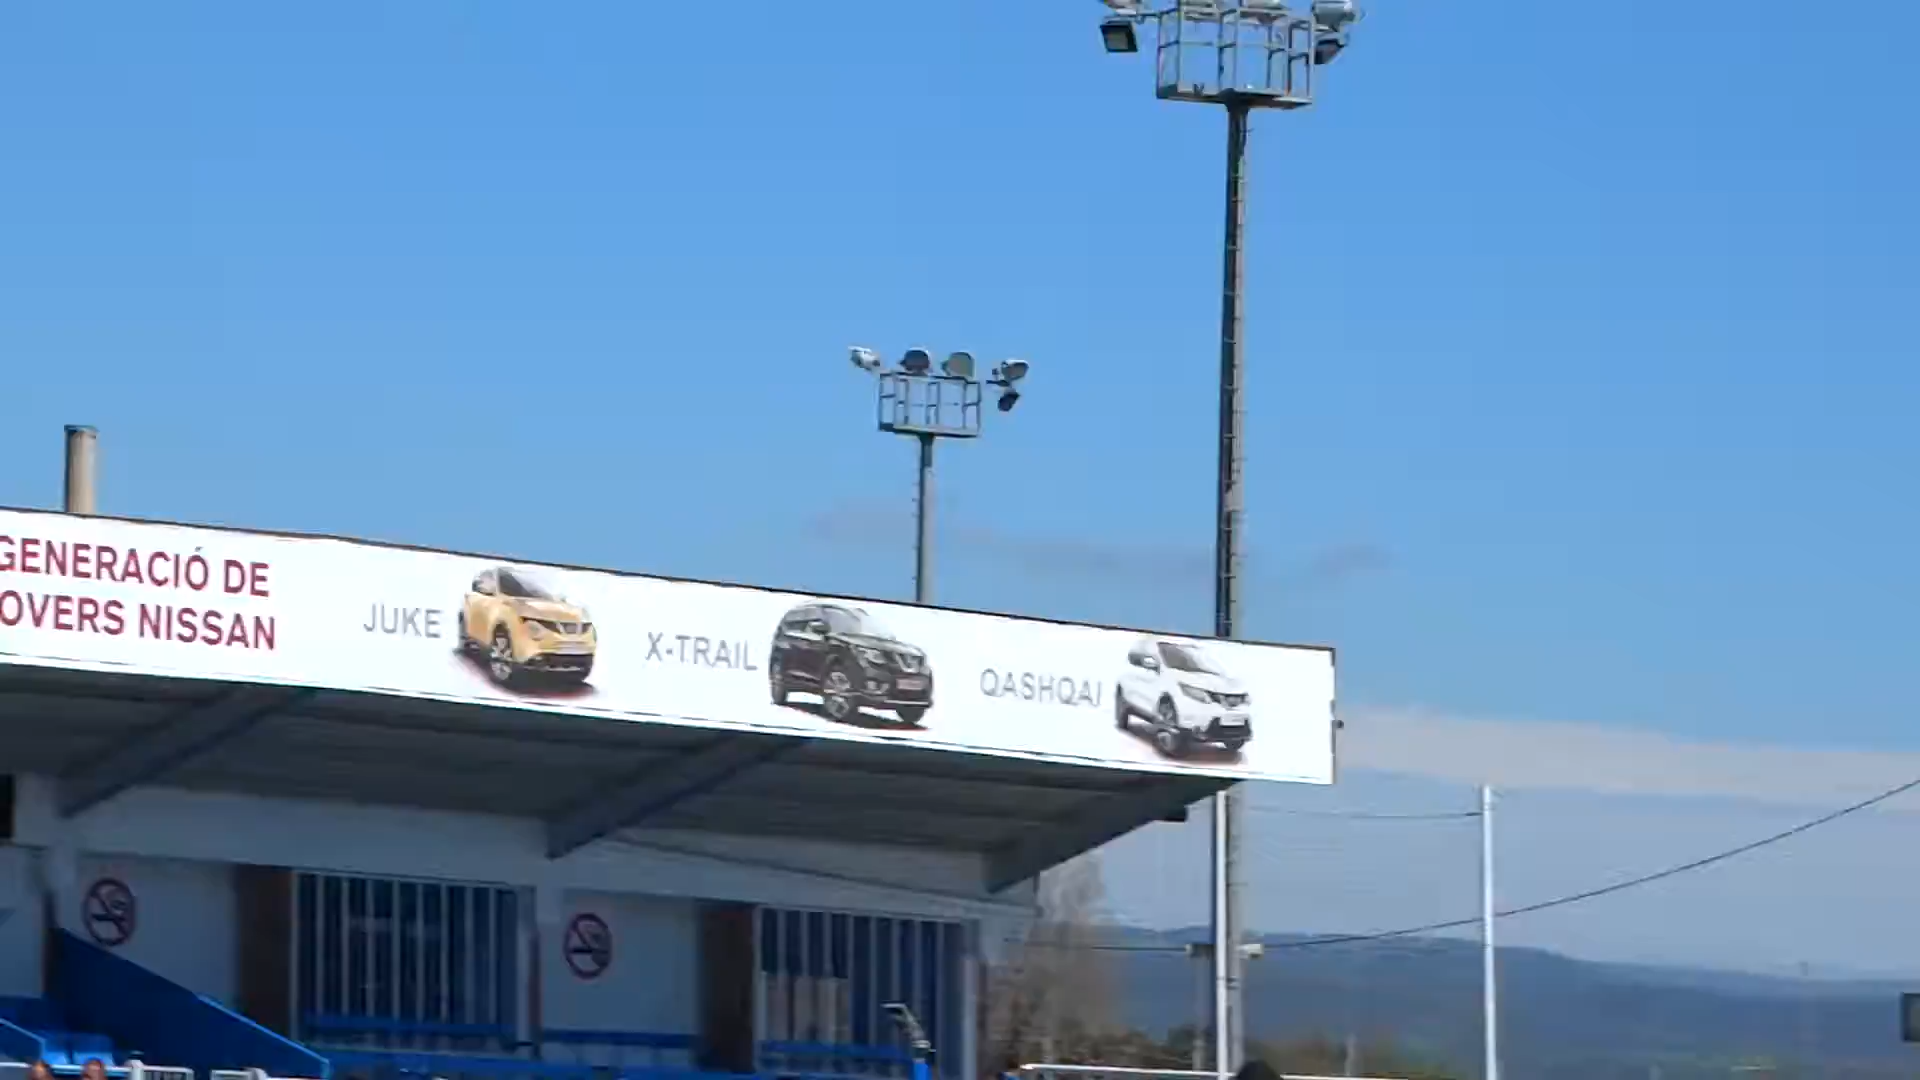 GENERACIÓ DE
OVERS NISSAN
JUKE
X-TRAIL
QASHQAI